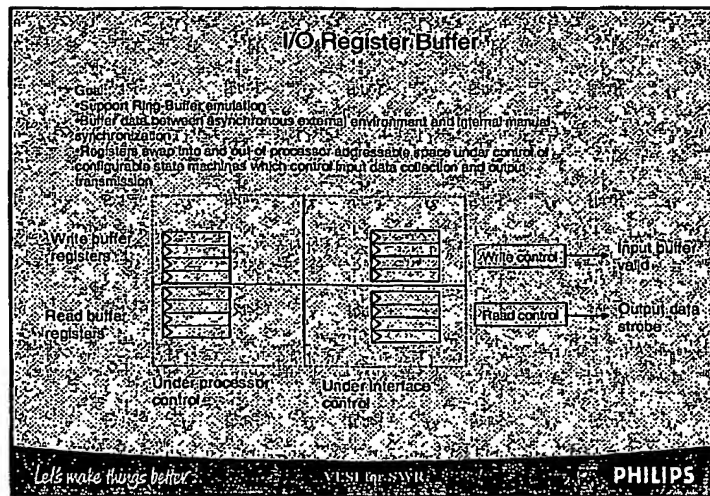 I/O Register Buffer
Goal:
•Support Ring-Buffer emulation
•Buffer data between asynchronous external environment and internal manual
synchronization
•Registers swap into and out of processor addressable space under control of
configurable state machines which control input data collection and output
transmission
Write buffer
registers
Write control
Input buffer
valid
Read buffer
registers
Read control
Output data
strobe
Under processor
control
Under interface
control
Let's make things better.
VLSI for SWR
PHILIPS